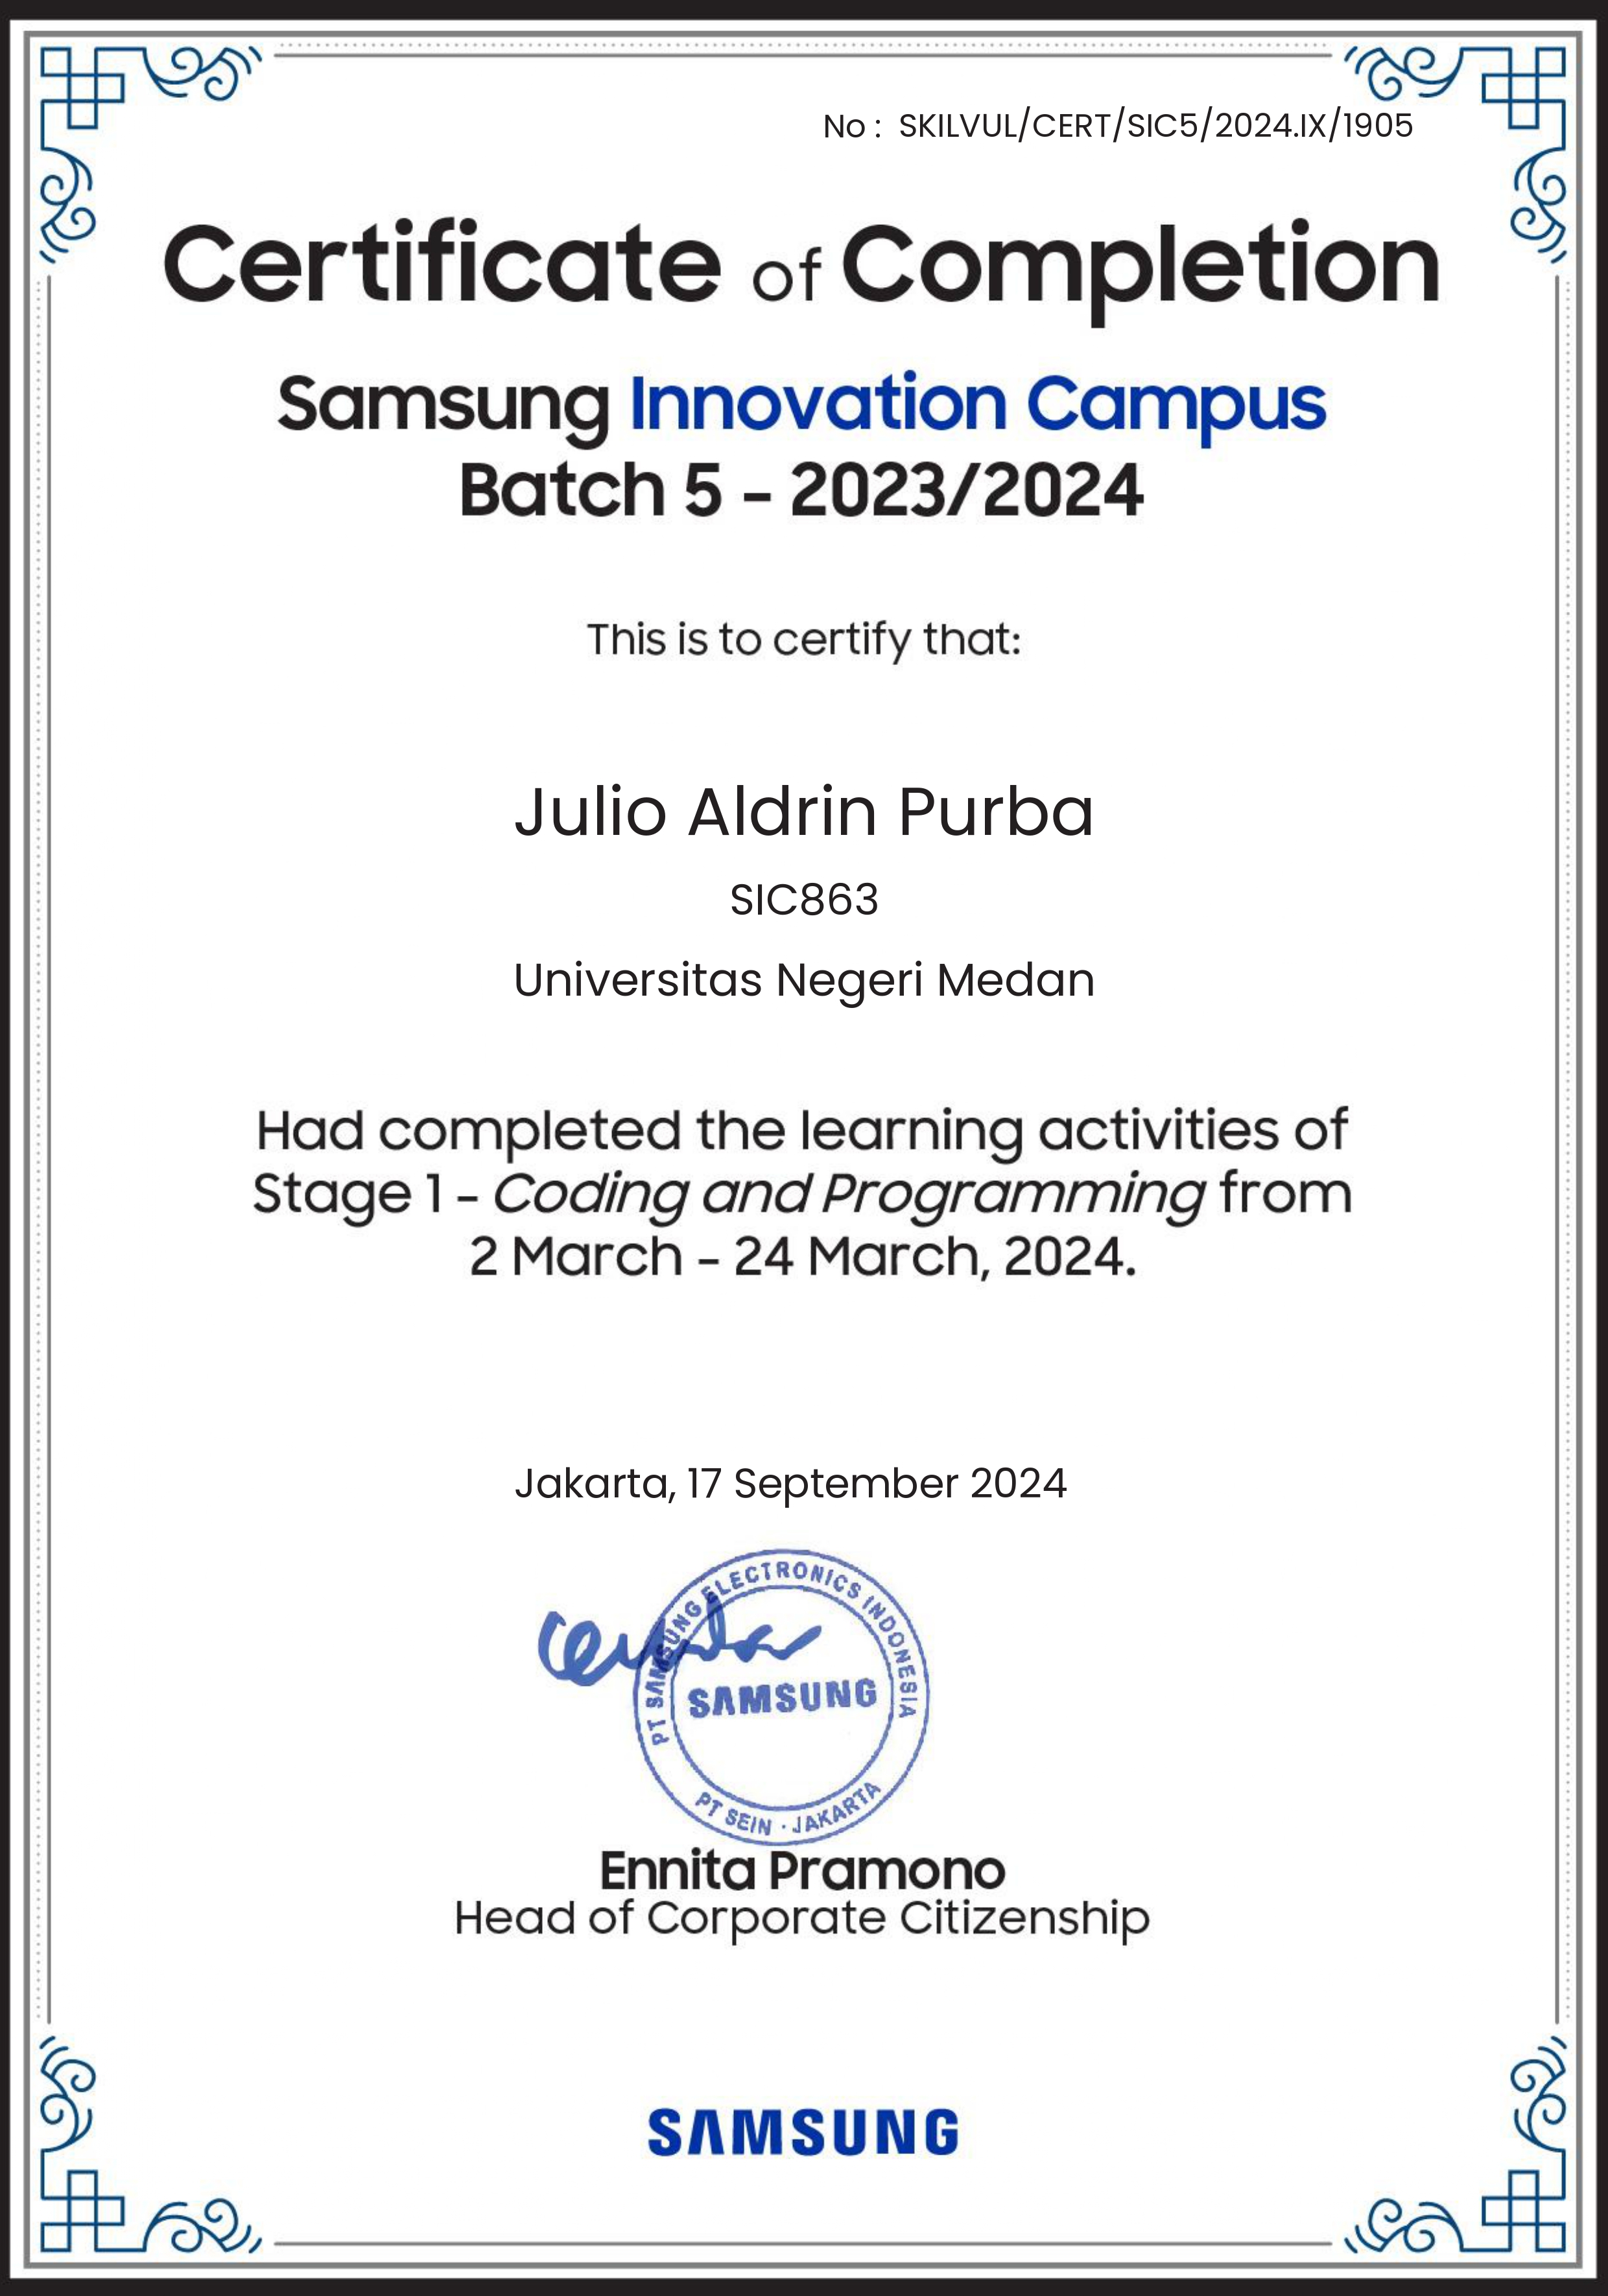 No : SKILVUL/CERT/SIC5/2024.IX/1905
Certificate of Completion
Samsung Innovation Campus
Batch 5 - 2023/2024
This is to certify that:
Julio Aldrin Purba
SIC863
Universitas Negeri Medan
Had completed the learning activities of
Stage 1 - Coding and Programming from
2 March - 24 March, 2024.
Jakarta, 17 September 2024
PT SAMSUNG ELECTRONICS INDONESIA
SAMSUNG
PT SEIN · JAKARTA
Ennita Pramono
Head of Corporate Citizenship
SAMSUNG